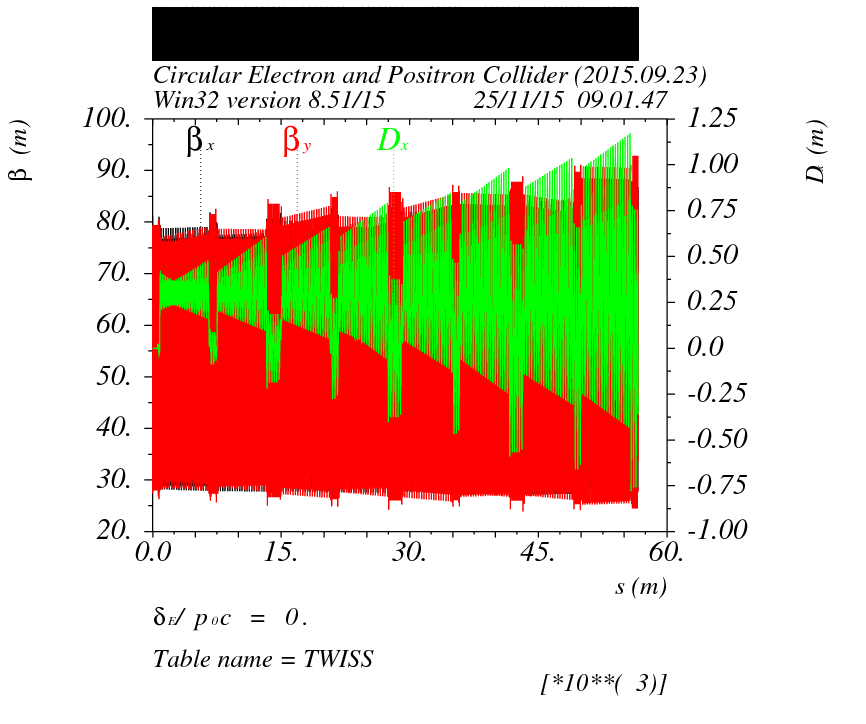 Circular Electron and Positron Collider (2015.09.23)
Win32 version 8.51/15 25/11/15 09.01.47
β (m)
100.
90.
80.
70.
60.
50.
40.
30.
20.
βx βy Dx
1.25
1.00
0.75
0.50
0.25
0.0
-0.25
-0.50
-0.75
-1.00
Dx (m)
0.0 15. 30. 45. 60.
s (m)
δE/ p0c = 0.
Table name = TWISS
[*10**( 3)]